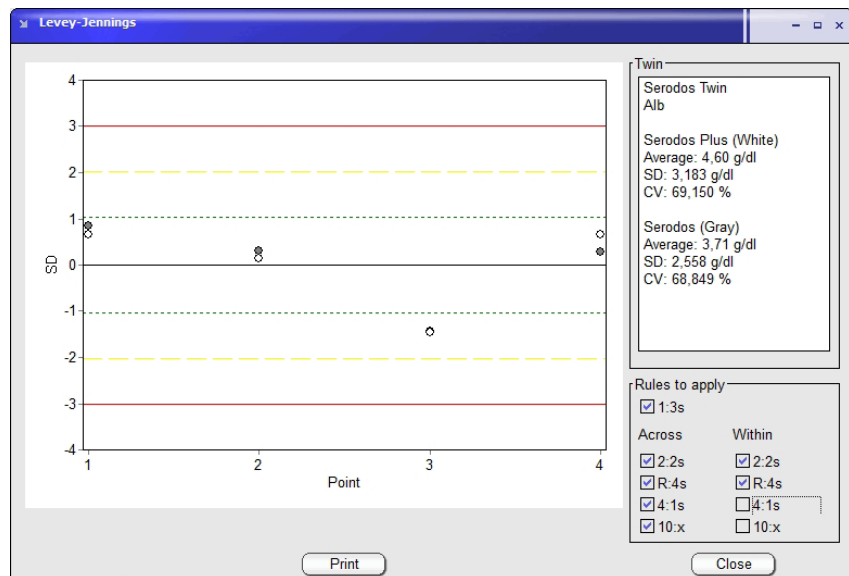 Levey-Jennings
4
3
2
1
0
-1
-2
-3
-4
SD
1 2 3 4
Point
Twin
Serodos Twin
Alb
Serodos Plus (White)
Average: 4,60 g/dl
SD: 3,183 g/dl
CV: 69,150 %
Serodos (Gray)
Average: 3,71 g/dl
SD: 2,558 g/dl
CV: 68,849 %
Rules to apply
1:3s
Across Within
2:2s 2:2s
R:4s R:4s
4:1s 4:1s
10:x 10:x
Print
Close